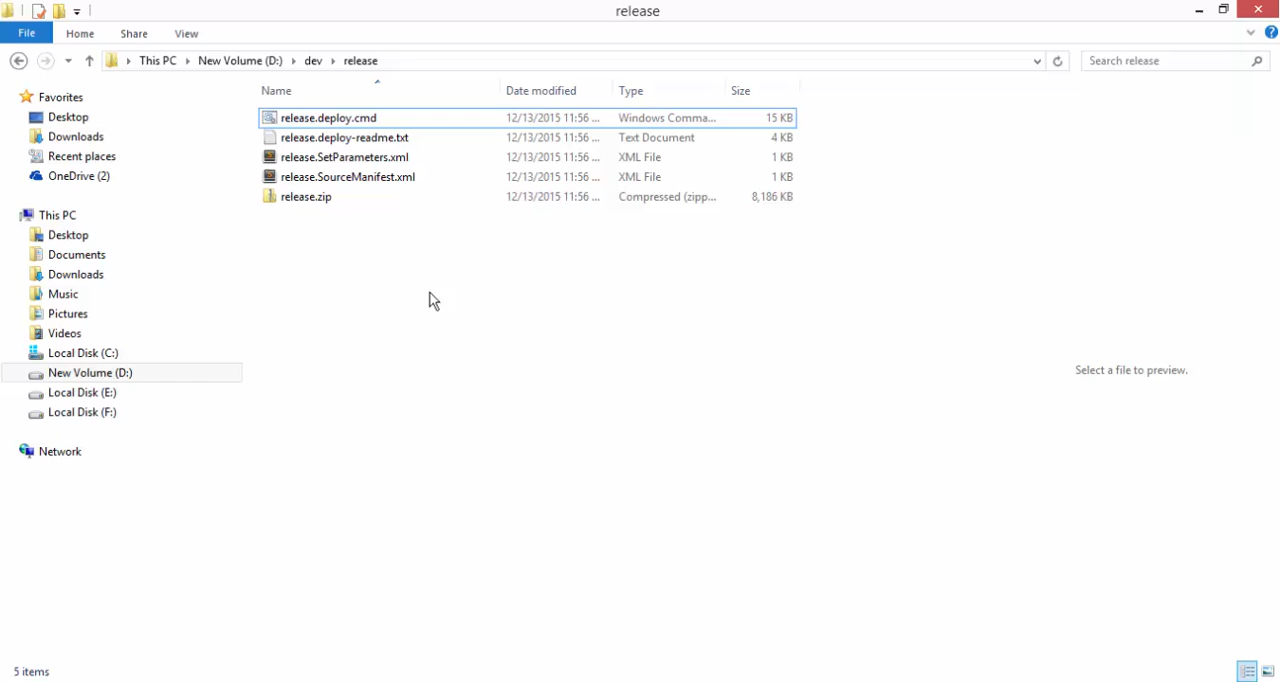 release
File Home Share View
This PC New Volume (D:) dev release Search release
Name Date modified Type Size
release.deploy.cmd 12/13/2015 11:56 ... Windows Comma... 15 KB
release.deploy-readme.txt 12/13/2015 11:56 ... Text Document 4 KB
release.SetParameters.xml 12/13/2015 11:56 ... XML File 1 KB
release.SourceManifest.xml 12/13/2015 11:56 ... XML File 1 KB
release.zip 12/13/2015 11:56 ... Compressed (zipp... 8,186 KB
Favorites
Desktop
Downloads
Recent places
OneDrive (2)
This PC
Desktop
Documents
Downloads
Music
Pictures
Videos
Local Disk (C:)
New Volume (D:)
Local Disk (E:)
Local Disk (F:)
Network
Select a file to preview.
5 items